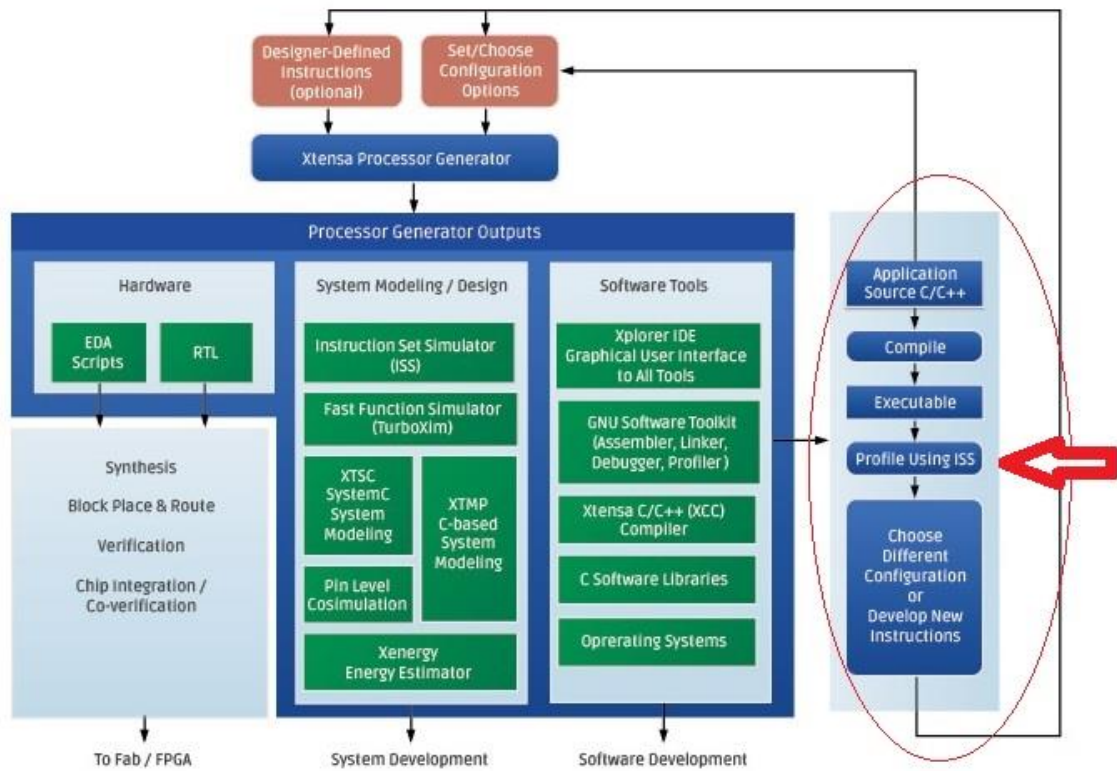 Designer-Defined
Instructions
(optional)
Set/Choose
Configuration
Options
Xtensa Processor Generator
Processor Generator Outputs
Hardware
EDA
Scripts
RTL
Synthesis
Block Place & Route
Verification
Chip Integration /
Co-verification
To Fab / FPGA
System Modeling / Design
Instruction Set Simulator
(ISS)
Fast Function Simulator
(TurboXim)
XTSC
SystemC
System
Modeling
XTMP
C-based
System
Modeling
Pin Level
Cosimulation
Xenergy
Energy Estimator
System Development
Software Tools
Xplorer IDE
Graphical User Interface
to All Tools
GNU Software Toolkit
(Assembler, Linker,
Debugger, Profiler)
Xtensa C/C++ (XCC)
Compiler
C Software Libraries
Oprerating Systems
Software Development
Application
Source C/C++
Compile
Executable
Profile Using ISS
Choose
Different
Configuration
or
Develop New
Instructions